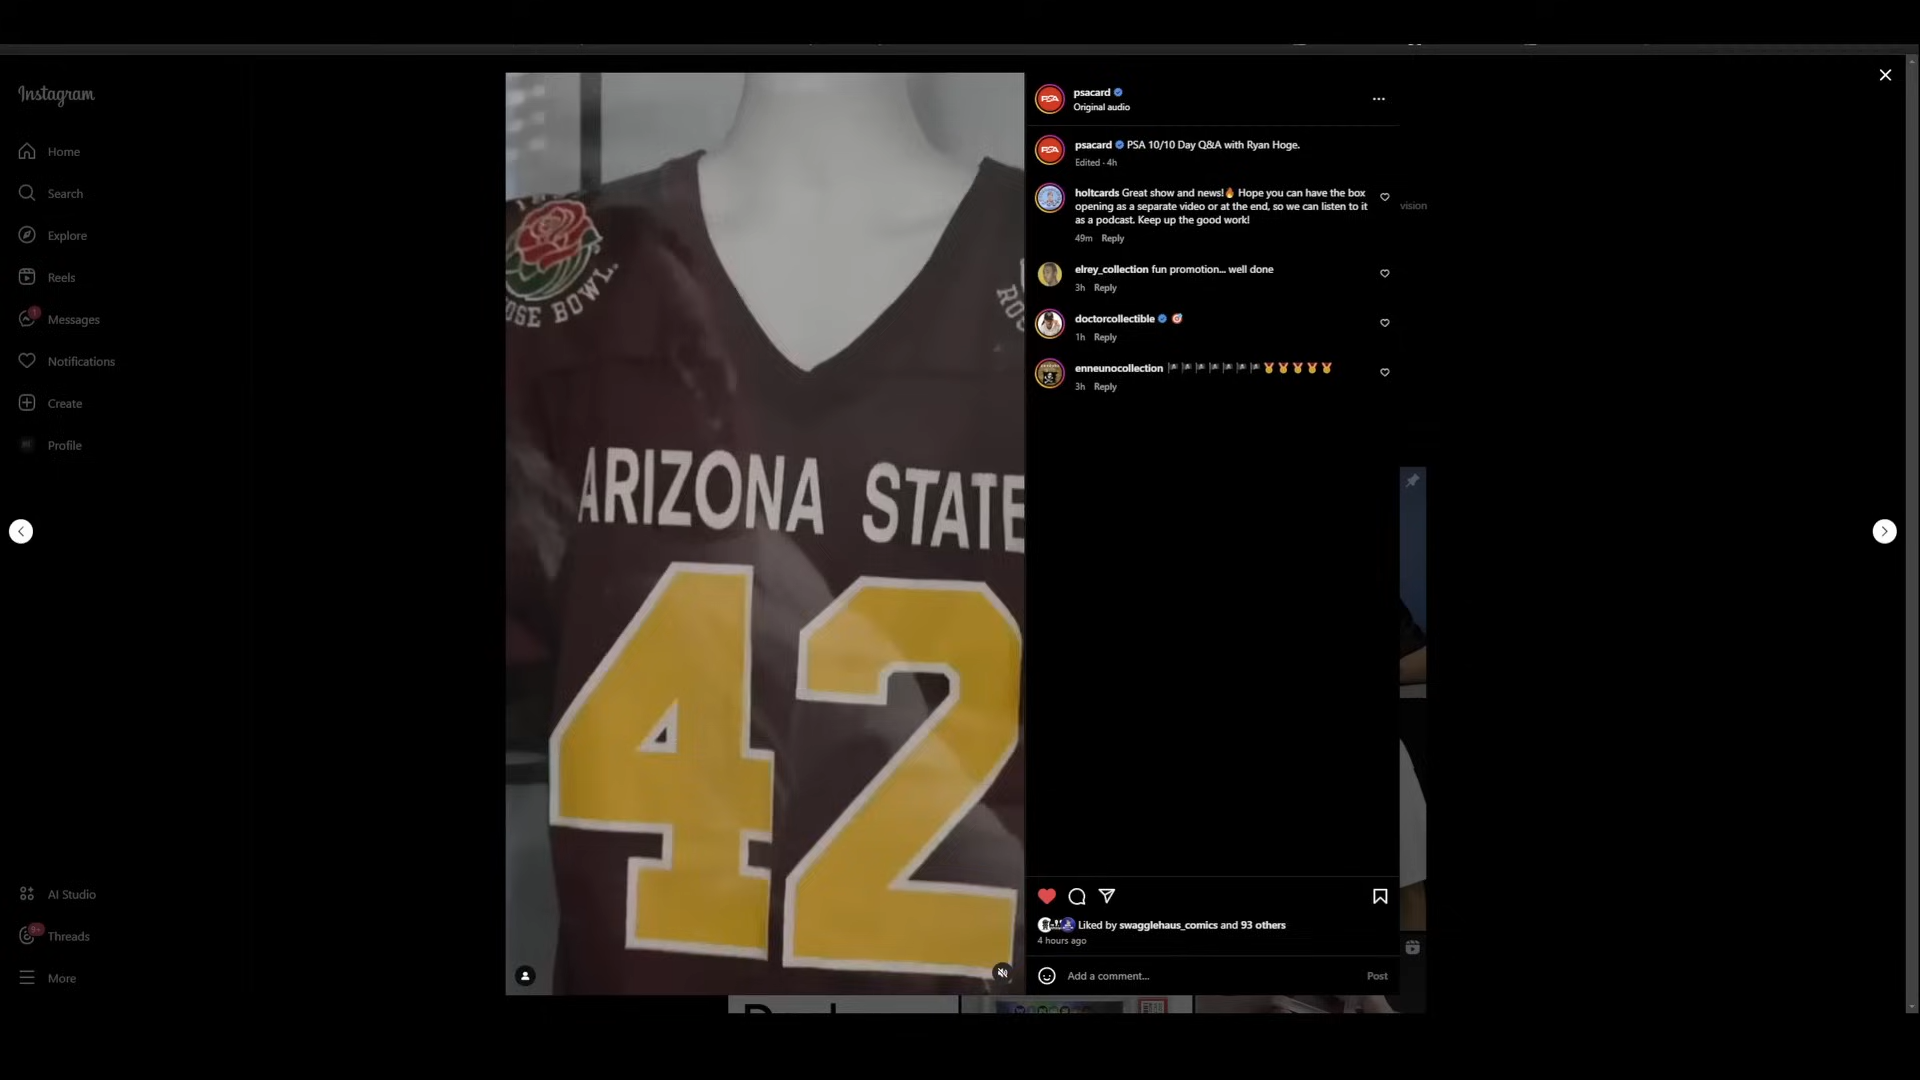 Instagram
Home
Search
Explore
Reels
1
Messages
Notifications
Create
Profile
AI Studio
9+
Threads
More
ROSE BOWL.
ARIZONA STATE
42
PSA
psacard
Original audio
PSA
psacard PSA 10/10 Day Q&A with Ryan Hoge.
Edited · 4h
holtcards Great show and news!🔥 Hope you can have the box
opening as a separate video or at the end, so we can listen to it
as a podcast. Keep up the good work!
49m Reply
elrey_collection fun promotion... well done
3h Reply
doctorcollectible 🎯
1h Reply
enneunocollection 🏴‍☠️🏴‍☠️🏴‍☠️🏴‍☠️🏴‍☠️🏴‍☠️🏴‍☠️🏅🏅🏅🏅🏅
3h Reply
vision
Liked by swagglehaus_comics and 93 others
4 hours ago
Add a comment...
Post